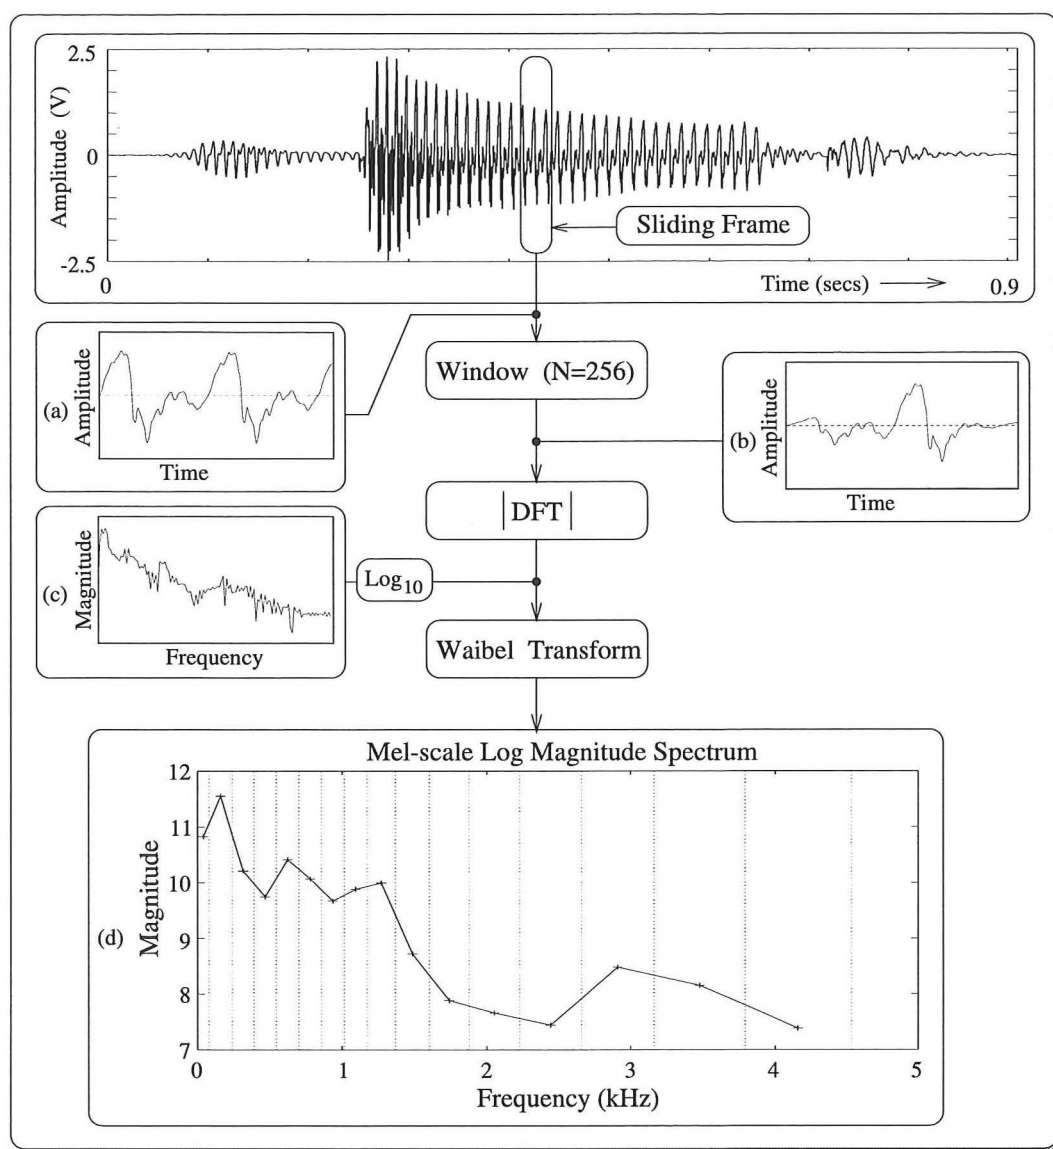 2.5
Amplitude (V)
0
-2.5
Sliding Frame
0
Time (secs)
0.9
(a)
Amplitude
Time
Window (N=256)
(b)
Amplitude
Time
|DFT|
(c)
Magnitude
Frequency
Log10
Waibel Transform
Mel-scale Log Magnitude Spectrum
(d)
Magnitude
12
11
10
9
8
7
0 1 2 3 4 5
Frequency (kHz)